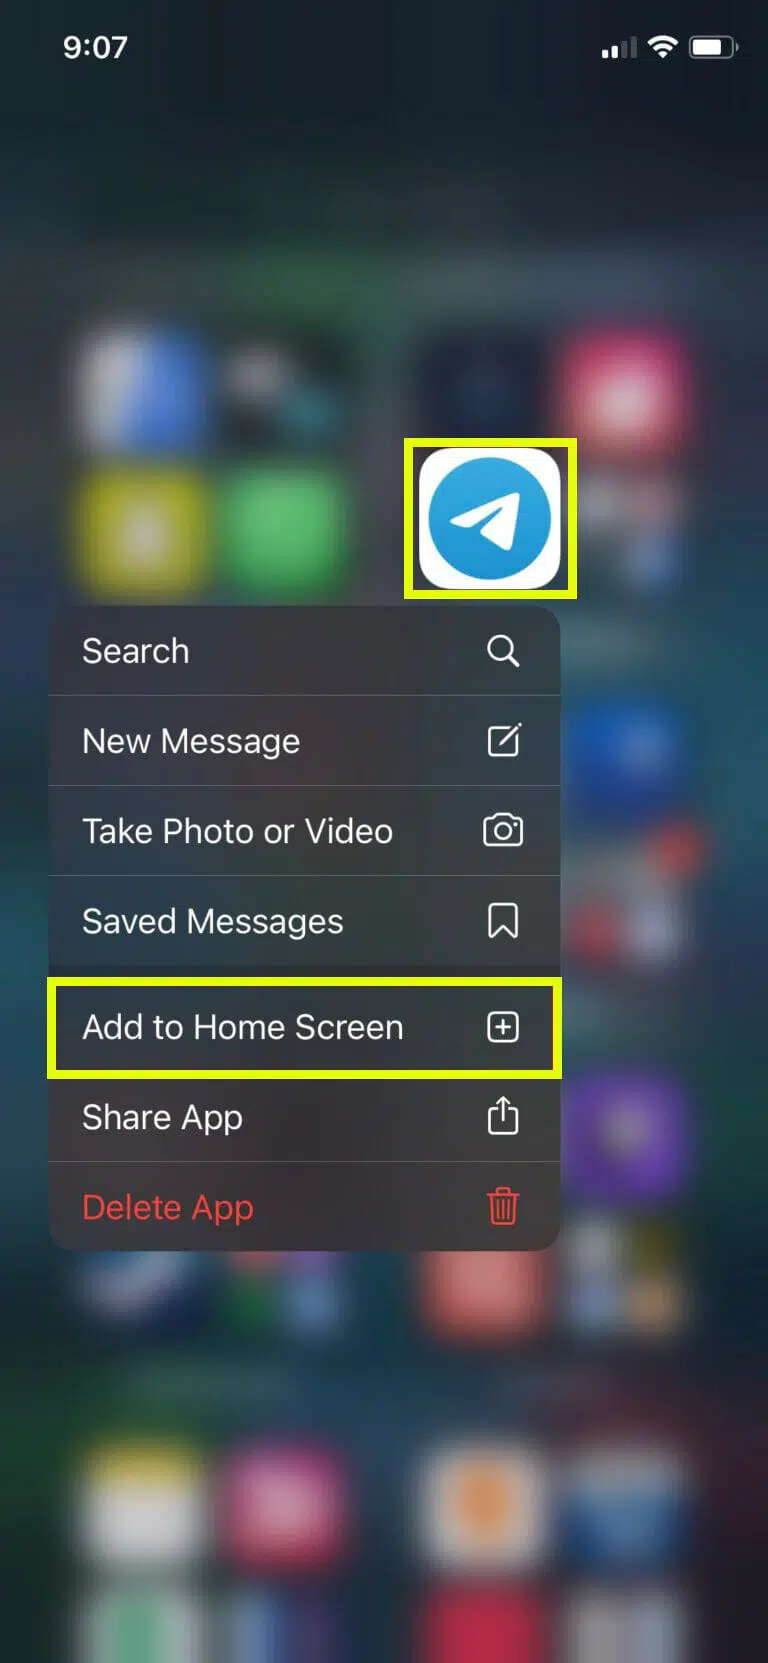 9:07
Search
New Message
Take Photo or Video
Saved Messages
Add to Home Screen
Share App
Delete App